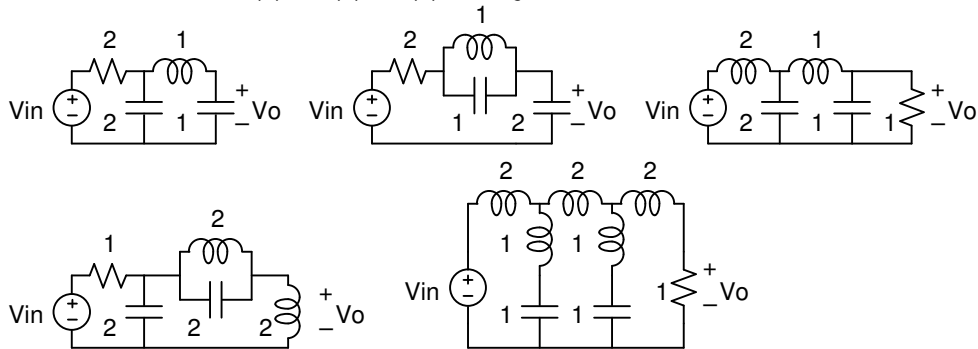 1
2 1 2 2 1
Vin + − 2 1 + − Vo Vin + − 1 2 + − Vo Vin + − 2 1 1 + − Vo
2 2 2
2
1 1 1
Vin + − 2 2 2 + − Vo Vin + − 1 + − Vo
1 1